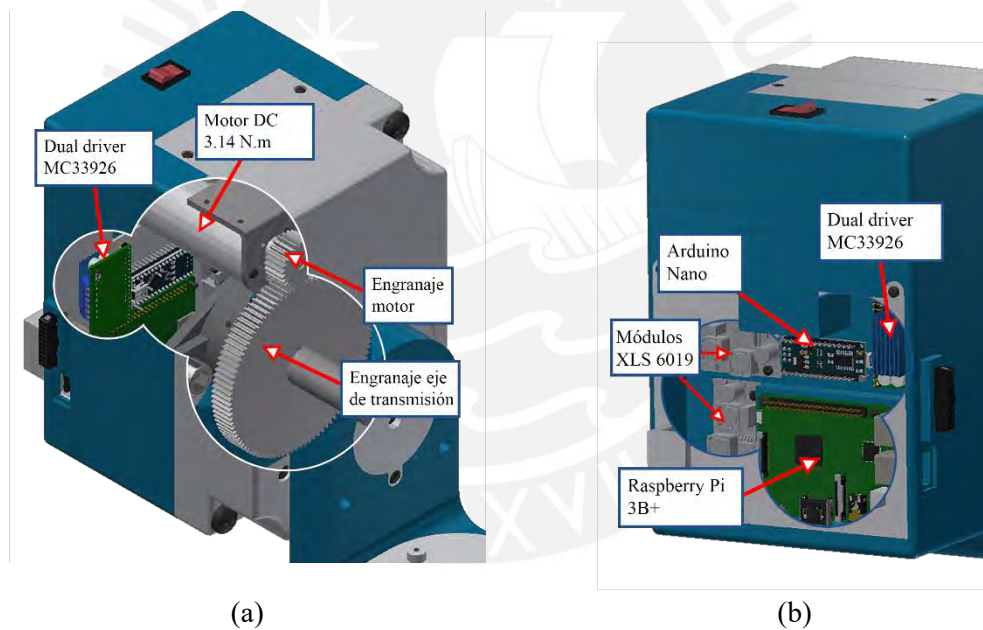 Motor DC
3.14 N.m
Dual driver
MC33926
Engranaje
motor
Engranaje eje
de transmisión
Dual driver
MC33926
Arduino
Nano
Módulos
XLS 6019
Raspberry Pi
3B+
XVII
(a)
(b)